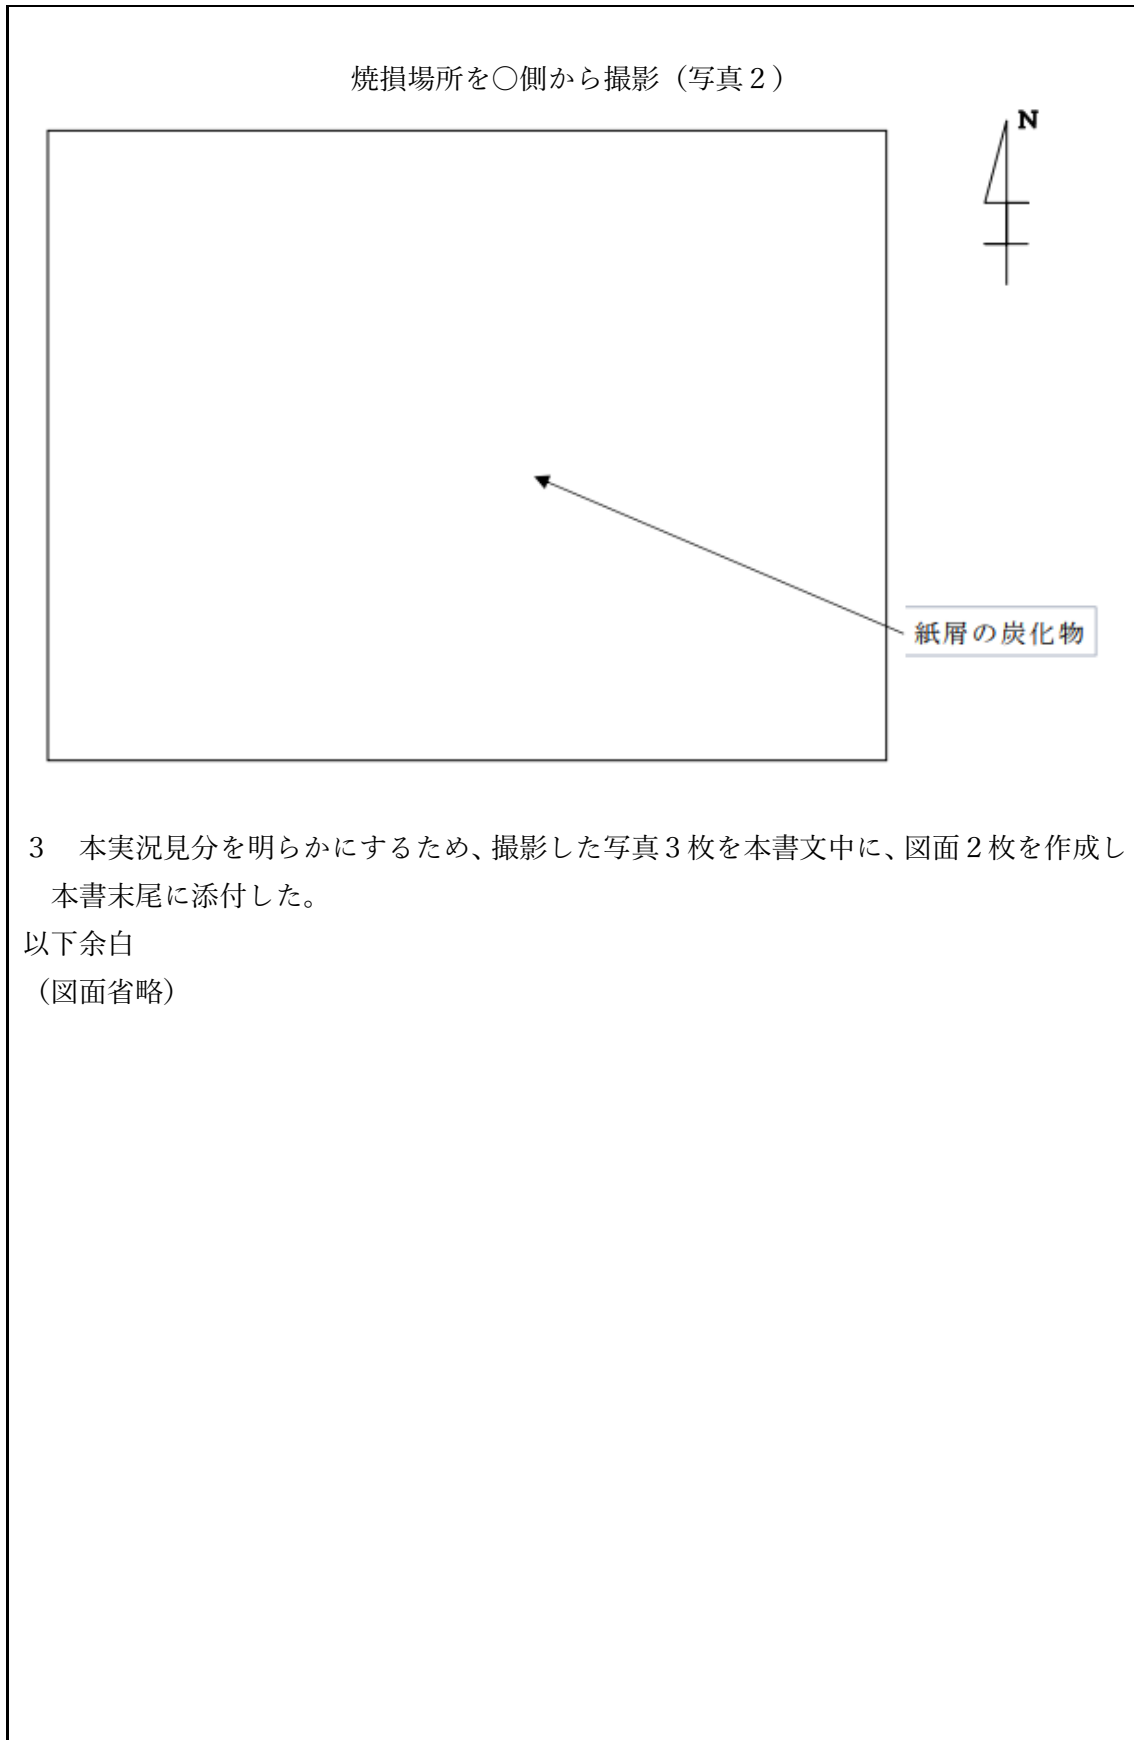 焼損場所を○側から撮影（写真２）
N
紙屑の炭化物
３　本実況見分を明らかにするため、撮影した写真３枚を本書文中に、図面２枚を作成し
本書末尾に添付した。
以下余白
（図面省略）